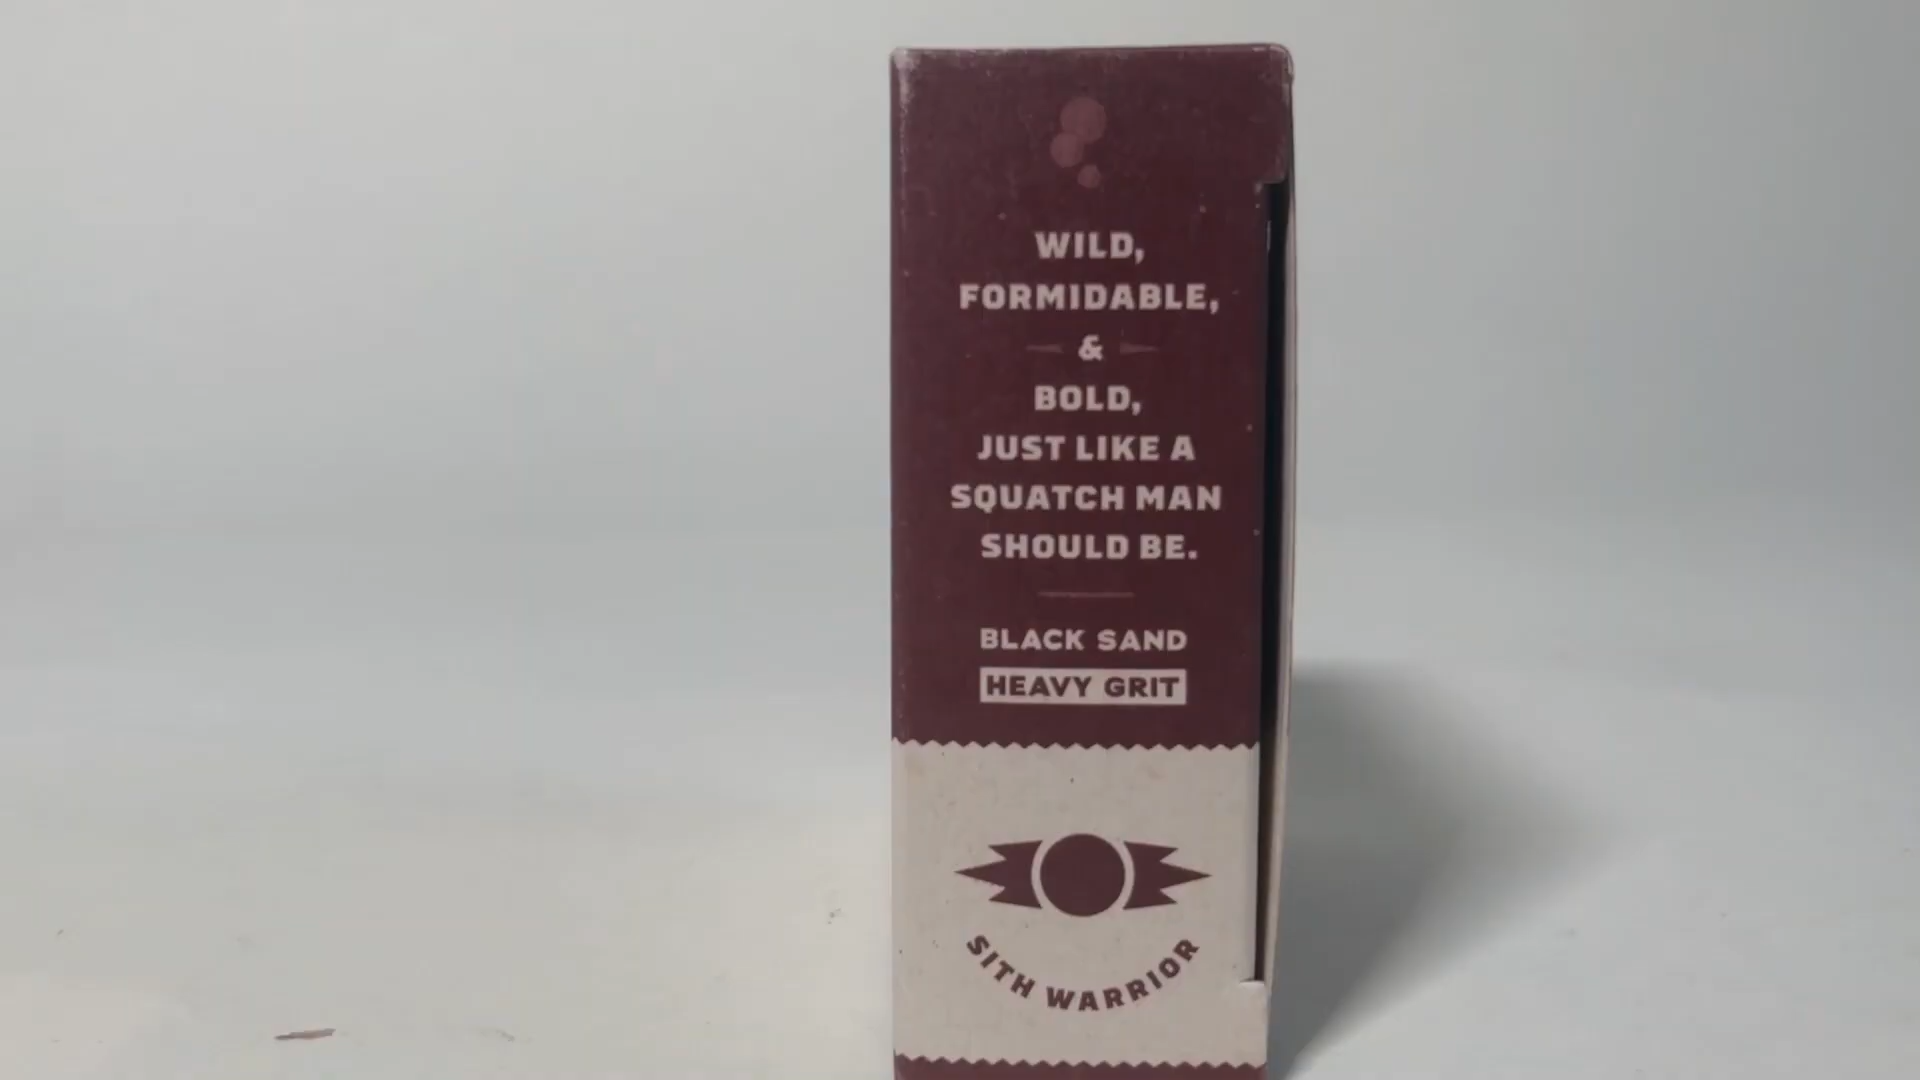 WILD,
FORMIDABLE,
&
BOLD,
JUST LIKE A
SQUATCH MAN
SHOULD BE.
BLACK SAND
HEAVY GRIT
SITH WARRIOR